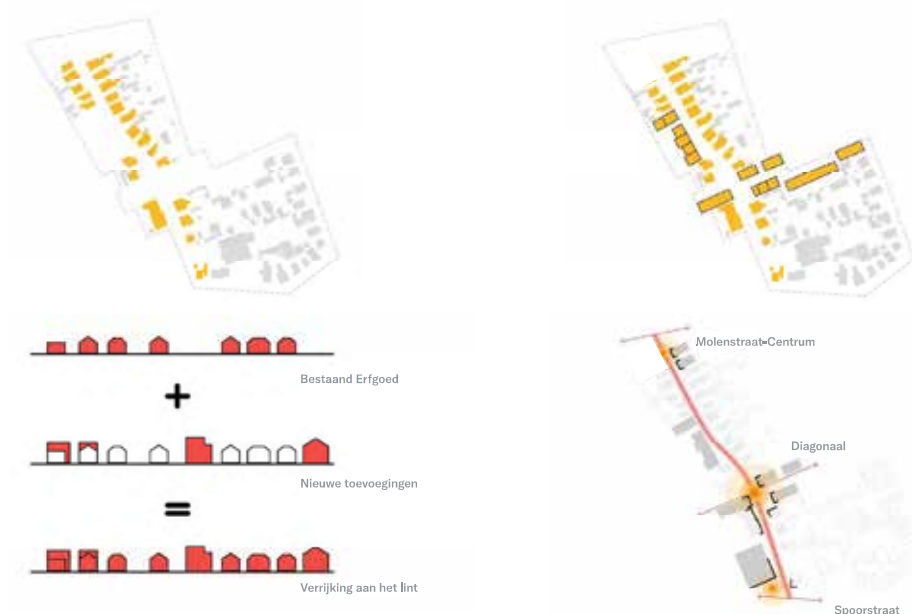 Bestaand Erfgoed
Nieuwe toevoegingen
Verrijking aan het lint
Molenstraat-Centrum
Diagonaal
Spoorstraat